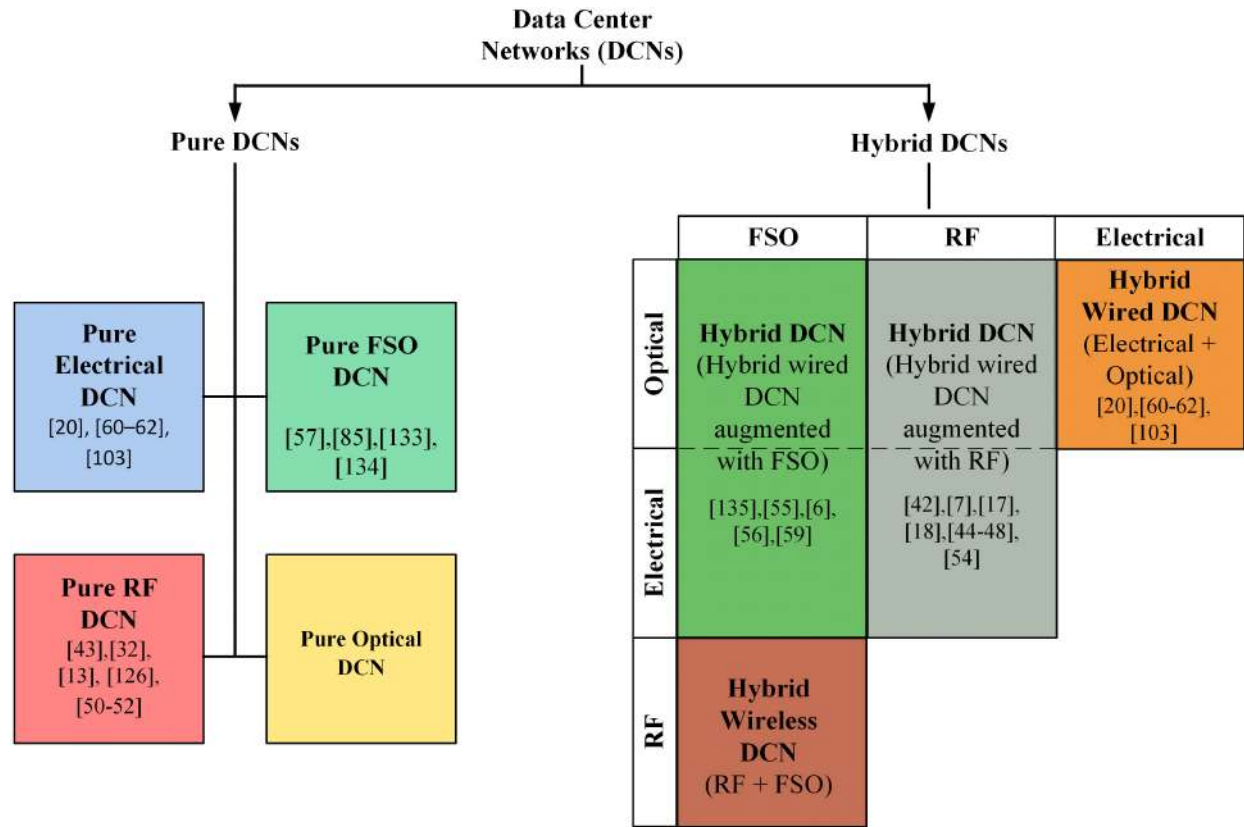 Data Center
Networks (DCNs)
Pure DCNs
Hybrid DCNs
Pure
Electrical
DCN
[20], [60–62],
[103]
Pure FSO
DCN
[57],[85],[133],
[134]
Pure RF
DCN
[43],[32],
[13], [126],
[50-52]
Pure Optical
DCN
FSO
RF
Electrical
Optical
Hybrid DCN
(Hybrid wired
DCN
augmented
with FSO)
[135],[55],[6],
[56],[59]
Hybrid DCN
(Hybrid wired
DCN
augmented
with RF)
[42],[7],[17],
[18],[44-48],
[54]
Hybrid
Wired DCN
(Electrical +
Optical)
[20],[60-62],
[103]
Electrical
RF
Hybrid
Wireless
DCN
(RF + FSO)